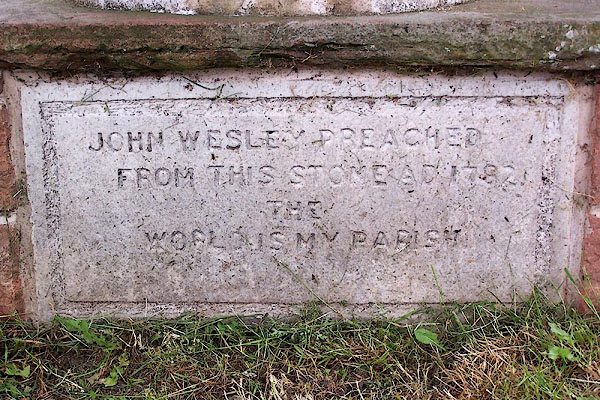 JOHN WESLEY PREACHED
FROM THIS STONE AD 1782
THE
WORLD IS MY PARISH